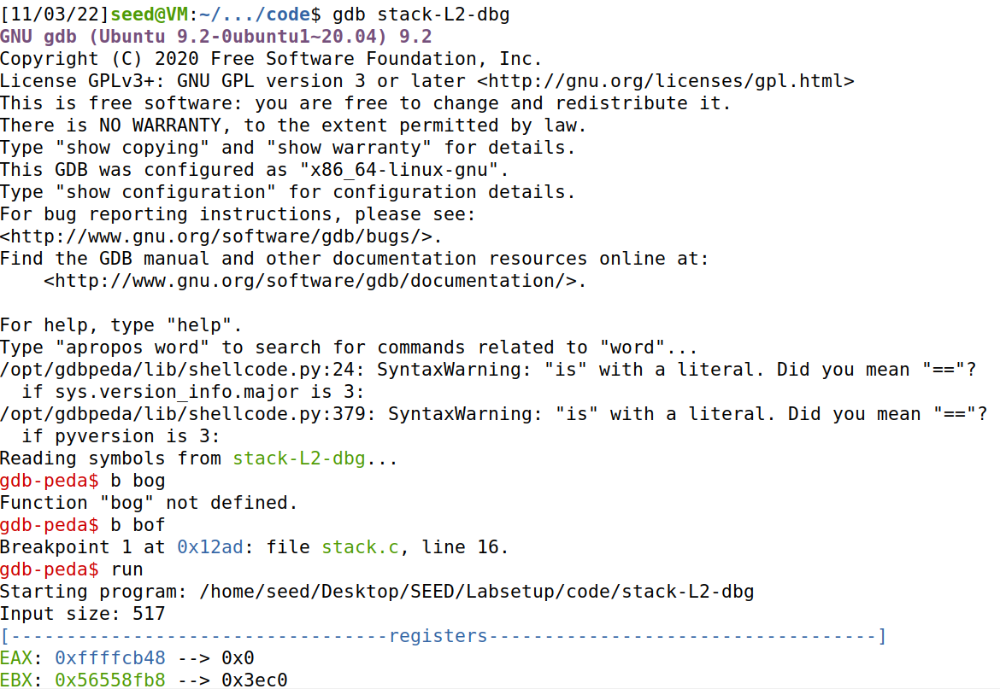 [11/03/22]seed@VM:~/.../code$ gdb stack-L2-dbg
GNU gdb (Ubuntu 9.2-0ubuntu1~20.04) 9.2
Copyright (C) 2020 Free Software Foundation, Inc.
License GPLv3+: GNU GPL version 3 or later <http://gnu.org/licenses/gpl.html>
This is free software: you are free to change and redistribute it.
There is NO WARRANTY, to the extent permitted by law.
Type "show copying" and "show warranty" for details.
This GDB was configured as "x86_64-linux-gnu".
Type "show configuration" for configuration details.
For bug reporting instructions, please see:
<http://www.gnu.org/software/gdb/bugs/>.
Find the GDB manual and other documentation resources online at:
    <http://www.gnu.org/software/gdb/documentation/>.

For help, type "help".
Type "apropos word" to search for commands related to "word"...
/opt/gdbpeda/lib/shellcode.py:24: SyntaxWarning: "is" with a literal. Did you mean "=="?
  if sys.version_info.major is 3:
/opt/gdbpeda/lib/shellcode.py:379: SyntaxWarning: "is" with a literal. Did you mean "=="?
  if pyversion is 3:
Reading symbols from stack-L2-dbg...
gdb-peda$ b bog
Function "bog" not defined.
gdb-peda$ b bof
Breakpoint 1 at 0x12ad: file stack.c, line 16.
gdb-peda$ run
Starting program: /home/seed/Desktop/SEED/Labsetup/code/stack-L2-dbg
Input size: 517
[----------------------------------registers-----------------------------------]
EAX: 0xffffcb48 --> 0x0
EBX: 0x56558fb8 --> 0x3ec0